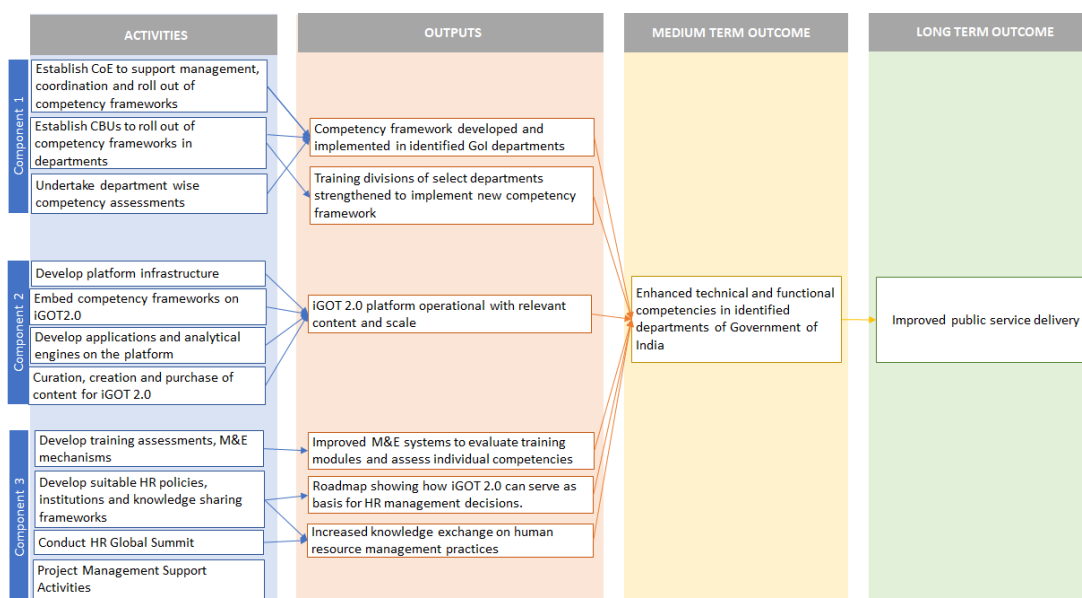 ACTIVITIES
OUTPUTS
MEDIUM TERM OUTCOME
LONG TERM OUTCOME
Component 1
Establish CoE to support management,
coordination and roll out of
competency frameworks
Establish CBUs to roll out of
competency frameworks in
departments
Undertake department wise
competency assessments
Competency framework developed and
implemented in identified GoI departments
Training divisions of select departments
strengthened to implement new competency
framework
Component 2
Develop platform infrastructure
Embed competency frameworks on
iGOT2.0
Develop applications and analytical
engines on the platform
Curation, creation and purchase of
content for iGOT 2.0
iGOT 2.0 platform operational with relevant
content and scale
Enhanced technical and functional
competencies in identified
departments of Government of
India
Improved public service delivery
Component 3
Develop training assessments, M&E
mechanisms
Develop suitable HR policies,
institutions and knowledge sharing
frameworks
Conduct HR Global Summit
Project Management Support
Activities
Improved M&E systems to evaluate training
modules and assess individual competencies
Roadmap showing how iGOT 2.0 can serve as
basis for HR management decisions.
Increased knowledge exchange on human
resource management practices